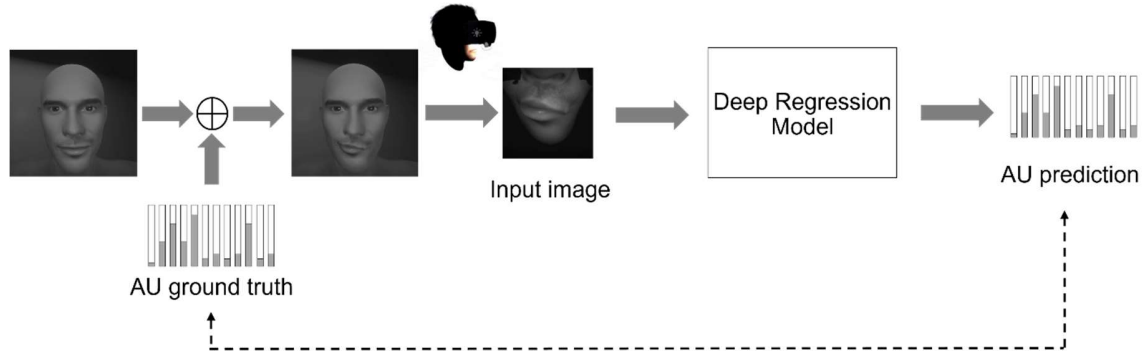 Deep Regression
Model
Input image
AU prediction
AU ground truth